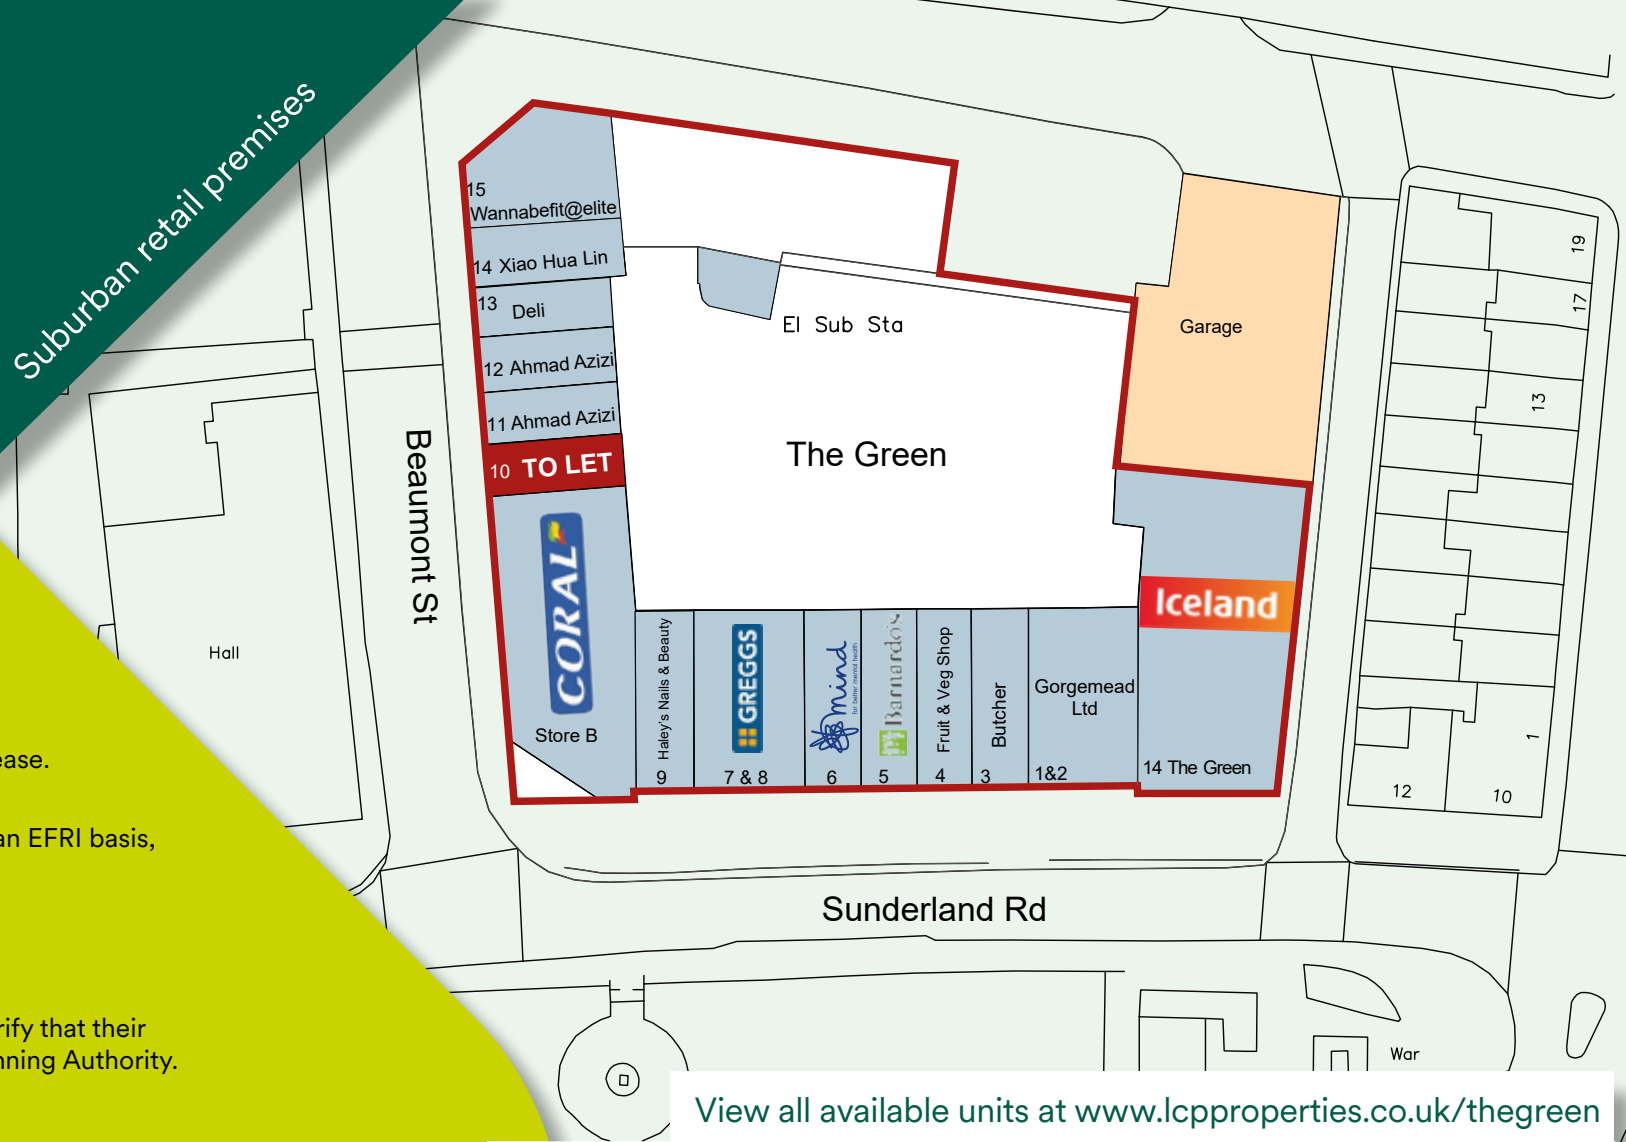 Suburban retail premises
15
Wannabefit@elite
14 Xiao Hua Lin
13 Deli
12 Ahmad Azizi
11 Ahmad Azizi
10 TO LET
CORAL
Store B
Beaumont St
Hall
El Sub Sta
The Green
Garage
Iceland
14 The Green
Haley's Nails & Beauty
9
GREGGS
7 & 8
mind
for better mental health
6
Barnardo's
5
Fruit & Veg Shop
4
Butcher
3
Gorgemead
Ltd
1&2
19
17
13
1
12
10
Sunderland Rd
War
ease.
an EFRI basis,
rify that their
nning Authority.
View all available units at www.lcpproperties.co.uk/thegreen